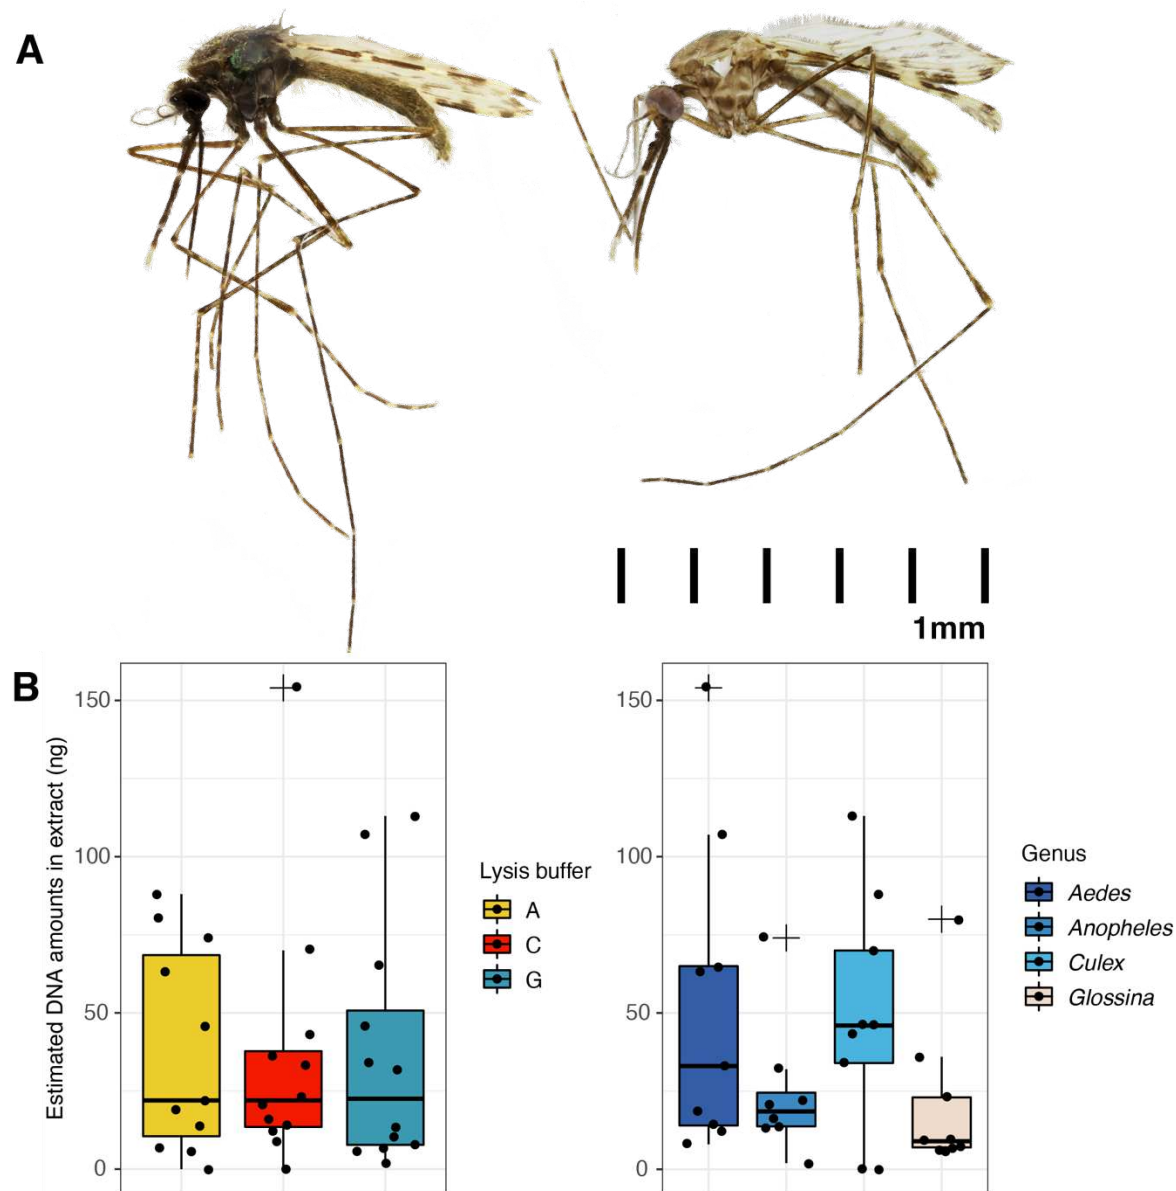 A
1mm
B
Estimated DNA amounts in extract (ng)
150
100
50
0
Lysis buffer
A
C
G
150
100
50
0
Genus
Aedes
Anopheles
Culex
Glossina